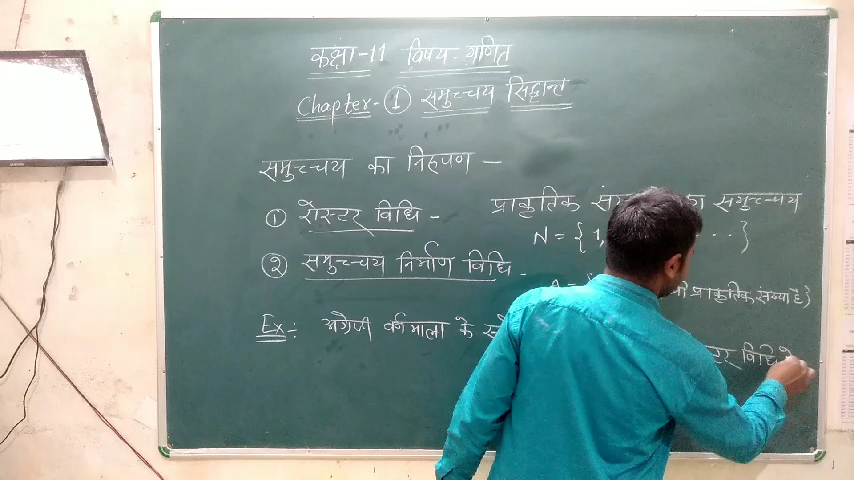 कक्षा-11 विषय-गणित
Chapter-① समुच्चय सिद्धान्त
समुच्चय का निरुपण -
① रोस्टर विधि -
② समुच्चय निर्माण विधि -
प्राकृतिक समुच्चय
N = {1, ...}
प्राकृतिक संख्या है}
Ex:- अंग्रेजी वर्णमाला के
विधि